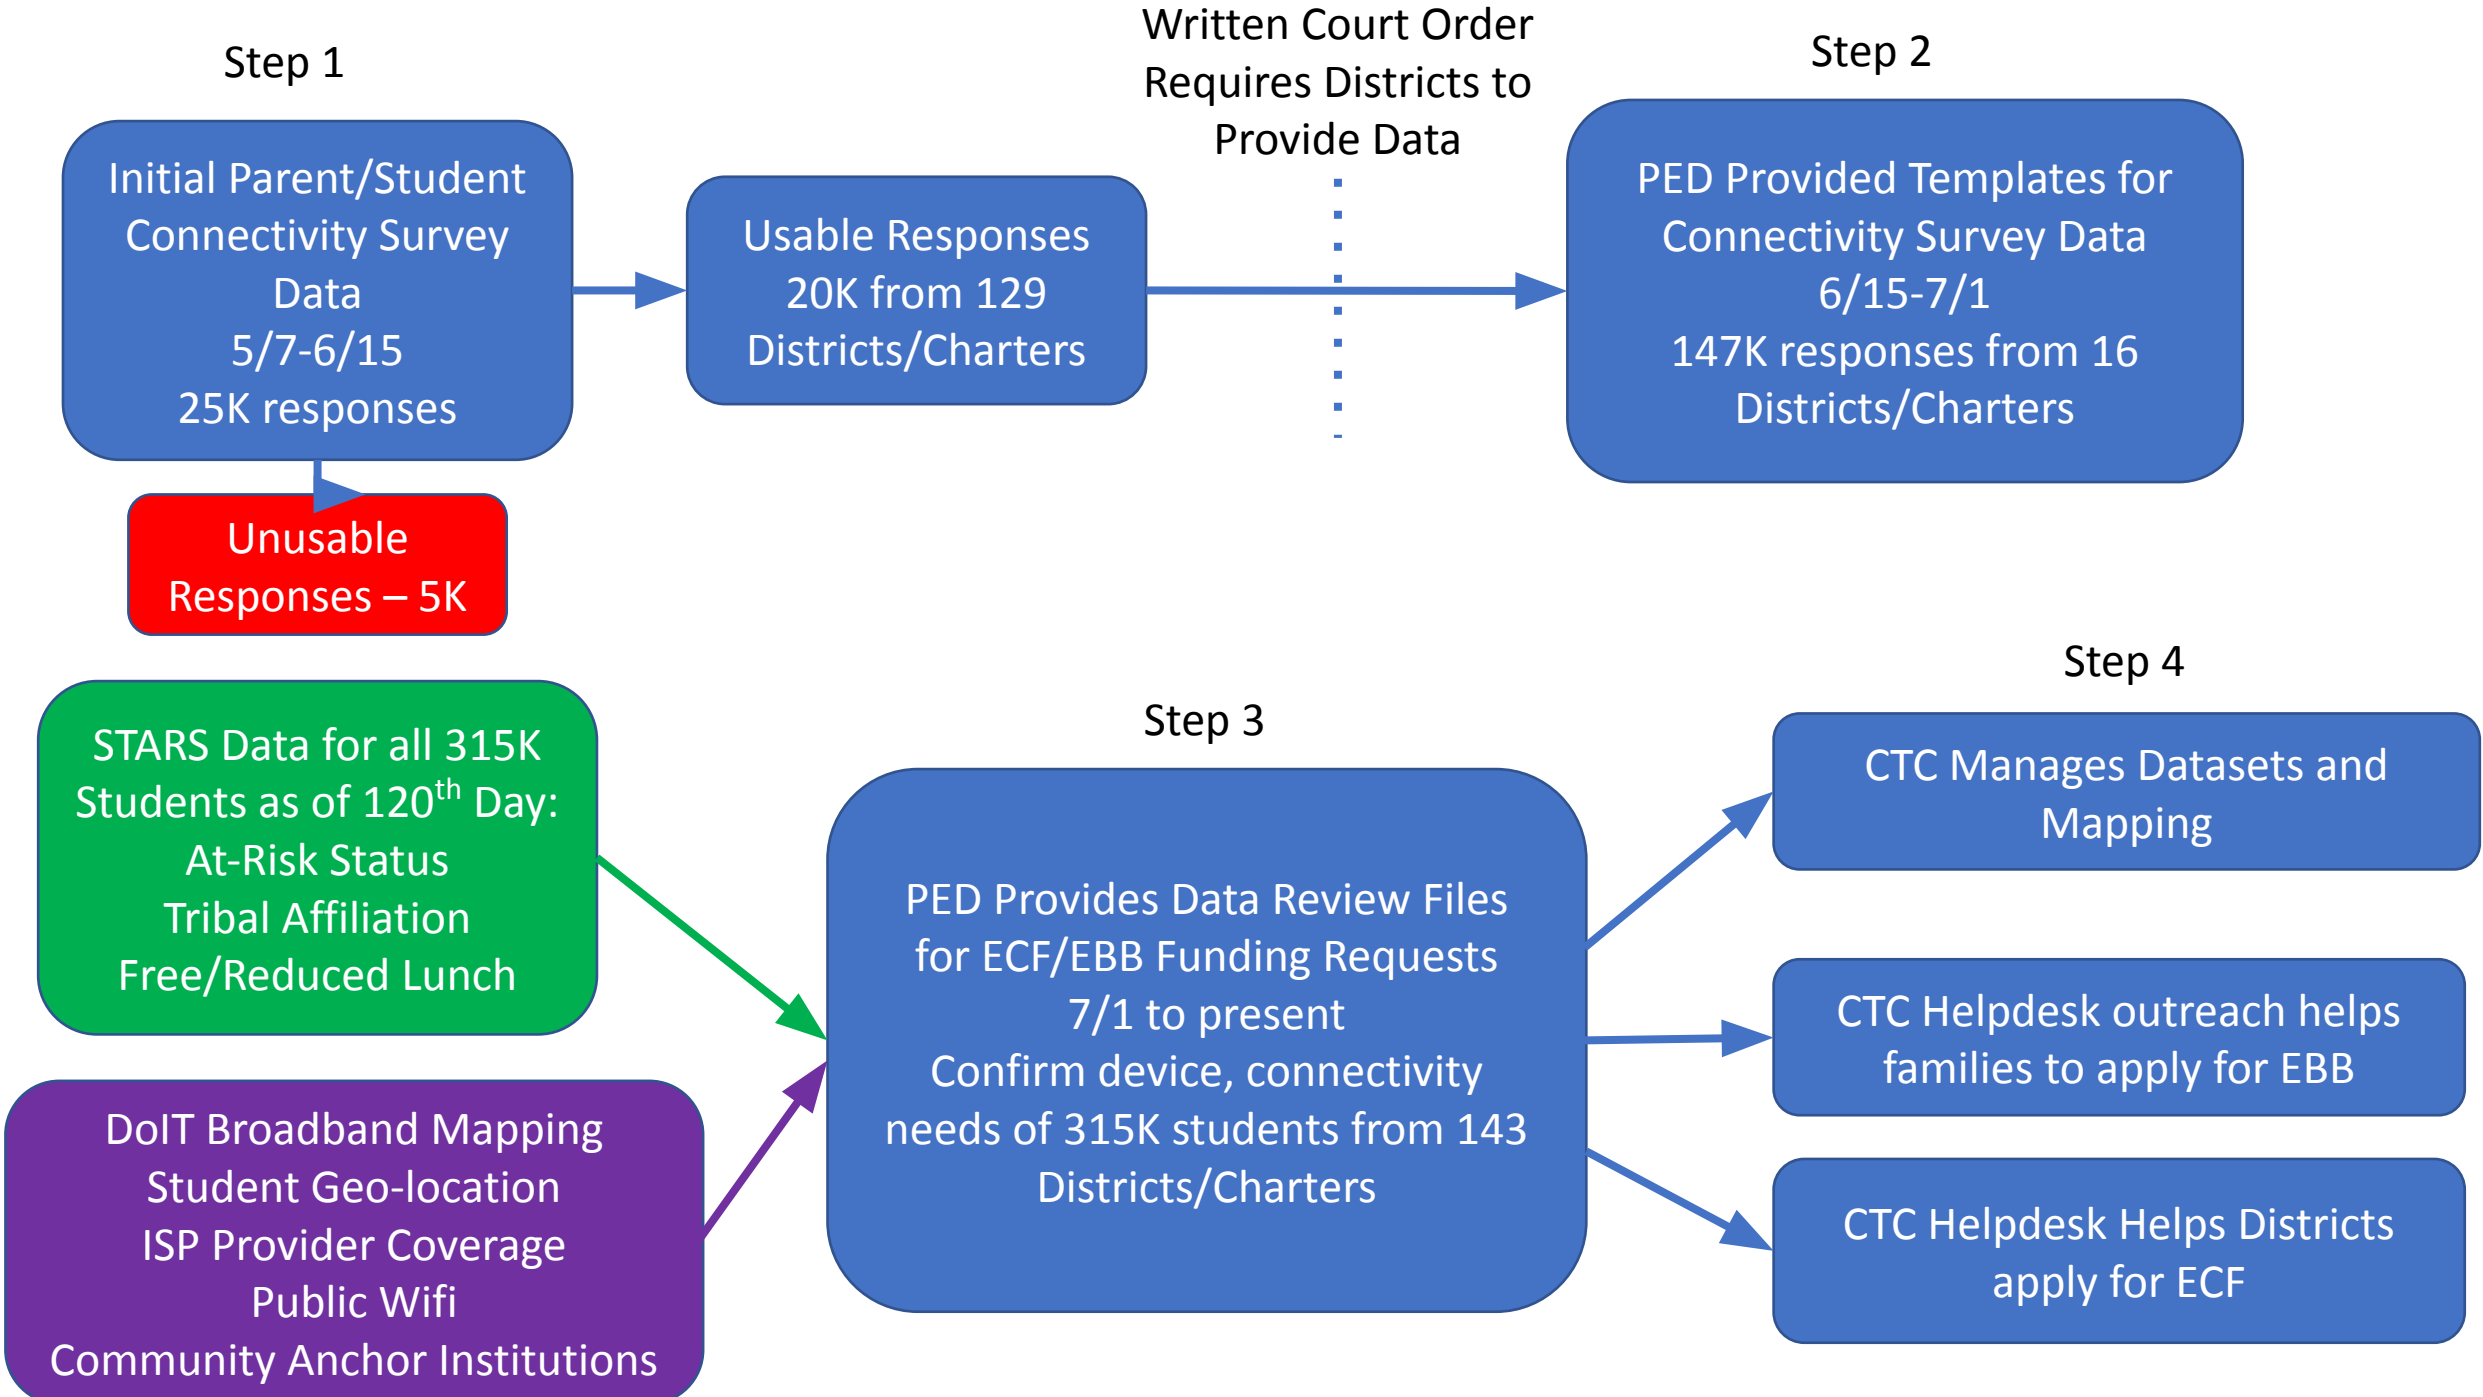 Step 1
Initial Parent/Student
Connectivity Survey
Data
5/7-6/15
25K responses
Unusable
Responses – 5K
Usable Responses
20K from 129
Districts/Charters
Written Court Order
Requires Districts to
Provide Data
Step 2
PED Provided Templates for
Connectivity Survey Data
6/15-7/1
147K responses from 16
Districts/Charters
STARS Data for all 315K
Students as of 120th Day:
At-Risk Status
Tribal Affiliation
Free/Reduced Lunch
DoIT Broadband Mapping
Student Geo-location
ISP Provider Coverage
Public Wifi
Community Anchor Institutions
Step 3
PED Provides Data Review Files
for ECF/EBB Funding Requests
7/1 to present
Confirm device, connectivity
needs of 315K students from 143
Districts/Charters
Step 4
CTC Manages Datasets and
Mapping
CTC Helpdesk outreach helps
families to apply for EBB
CTC Helpdesk Helps Districts
apply for ECF